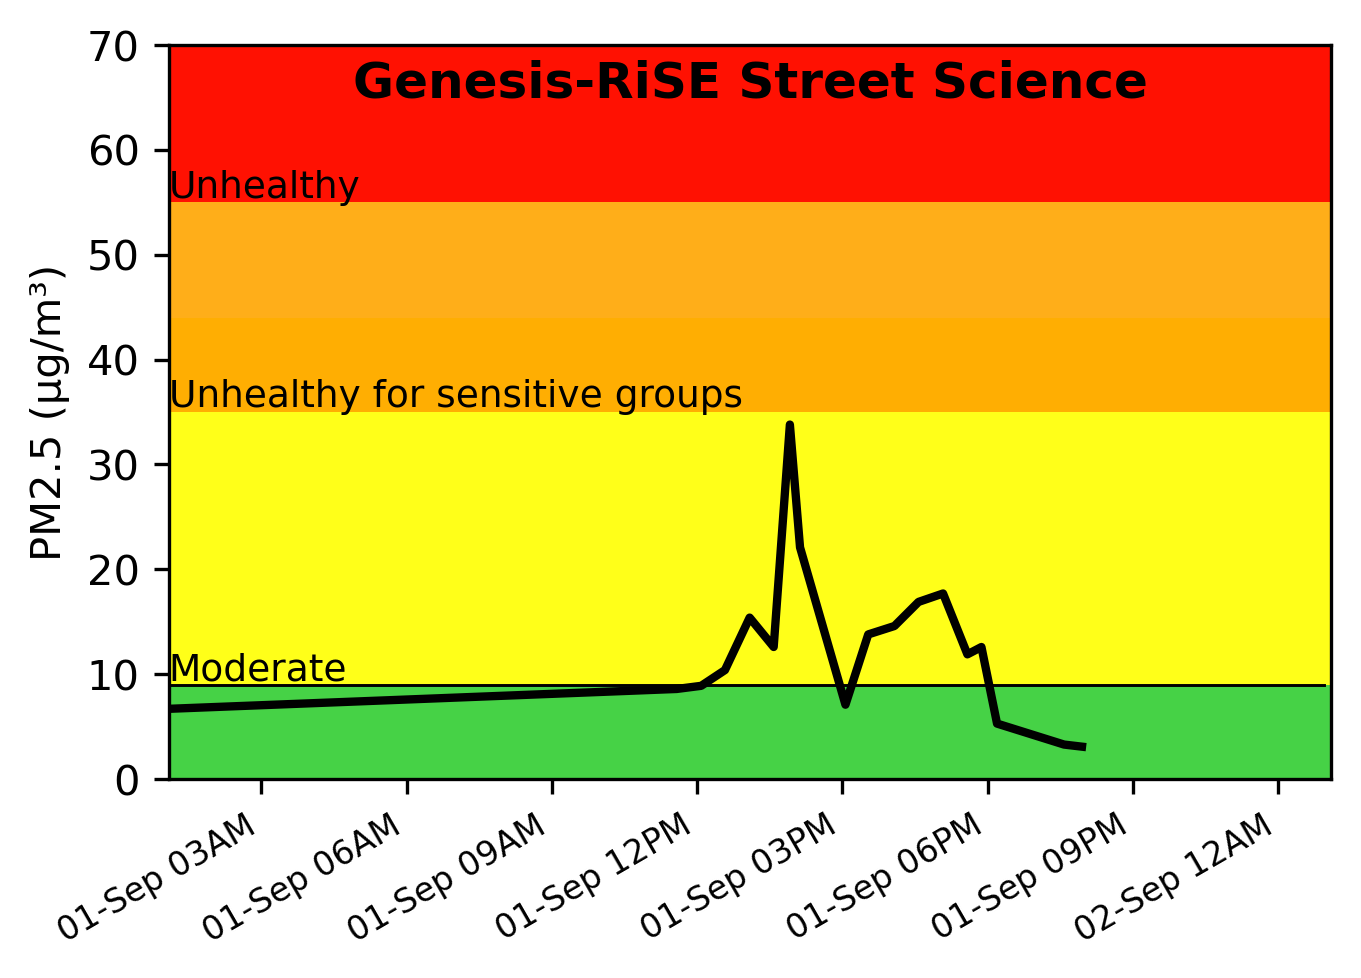 Genesis-RiSE Street Science
70
60
50
40
30
20
10
0
PM2.5 (µg/m³)
Unhealthy
Unhealthy for sensitive groups
Moderate
01-Sep 03AM
01-Sep 06AM
01-Sep 09AM
01-Sep 12PM
01-Sep 03PM
01-Sep 06PM
01-Sep 09PM
02-Sep 12AM